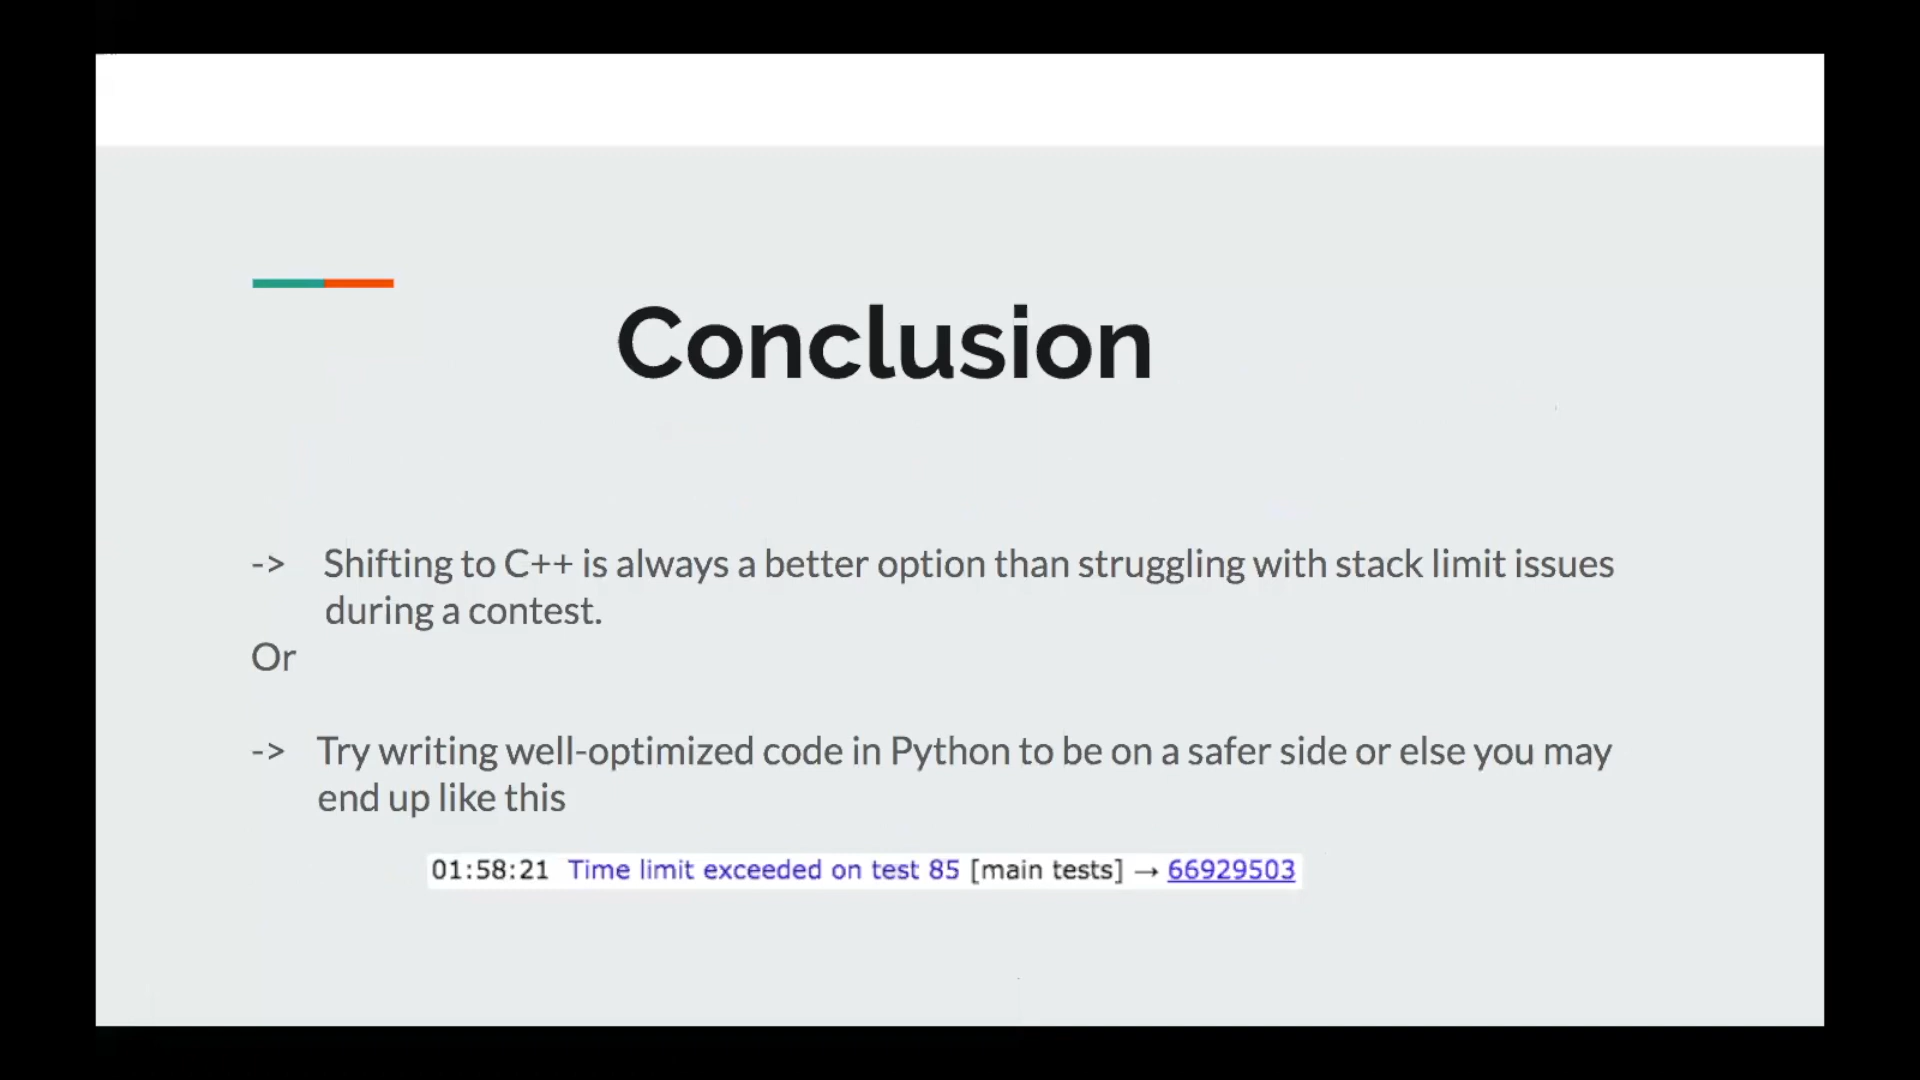 Conclusion
-> Shifting to C++ is always a better option than struggling with stack limit issues
during a contest.
Or
-> Try writing well-optimized code in Python to be on a safer side or else you may
end up like this
01:58:21 Time limit exceeded on test 85 [main tests] → 66929503